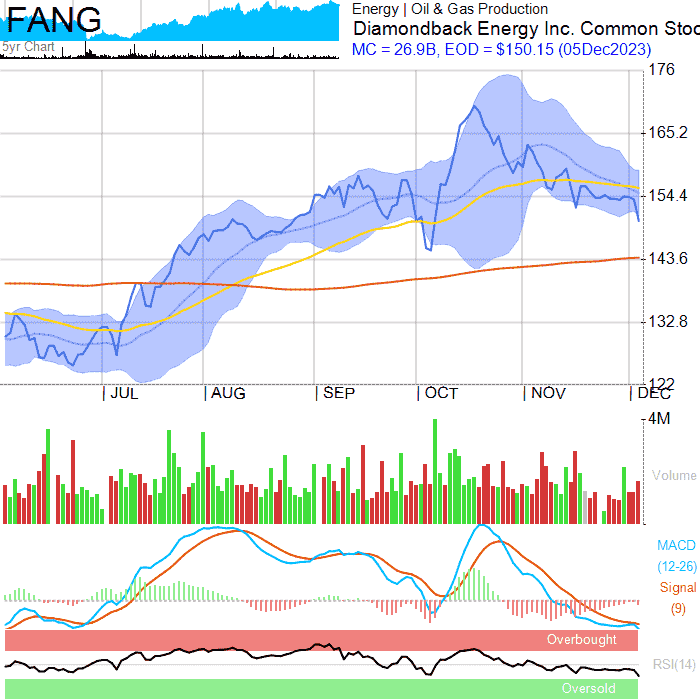 FANG
5yr Chart
Energy | Oil & Gas Production
Diamondback Energy Inc. Common Stoc
MC = 26.9B, EOD = $150.15 (05Dec2023)
176
165.2
154.4
143.6
132.8
122
| JUL | AUG | SEP | OCT | NOV | DEC
4M
Volume
MACD
(12-26)
Signal
(9)
Overbought
RSI(14)
Oversold